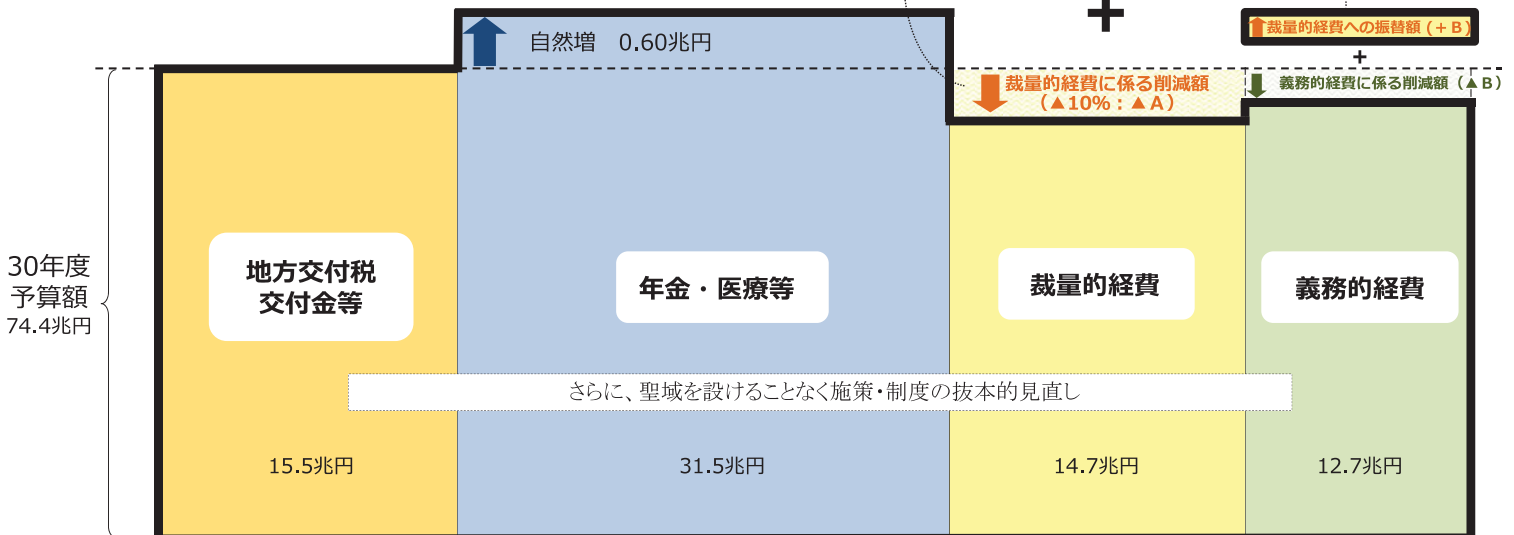 +
裁量的経費への振替額(+B)
+
自然増 0.60兆円
裁量的経費に係る削減額
(▲10%:▲A)
義務的経費に係る削減額(▲B)
30年度
予算額
74.4兆円
地方交付税
交付金等
年金・医療等
裁量的経費
義務的経費
さらに、聖域を設けることなく施策・制度の抜本的見直し
15.5兆円
31.5兆円
14.7兆円
12.7兆円